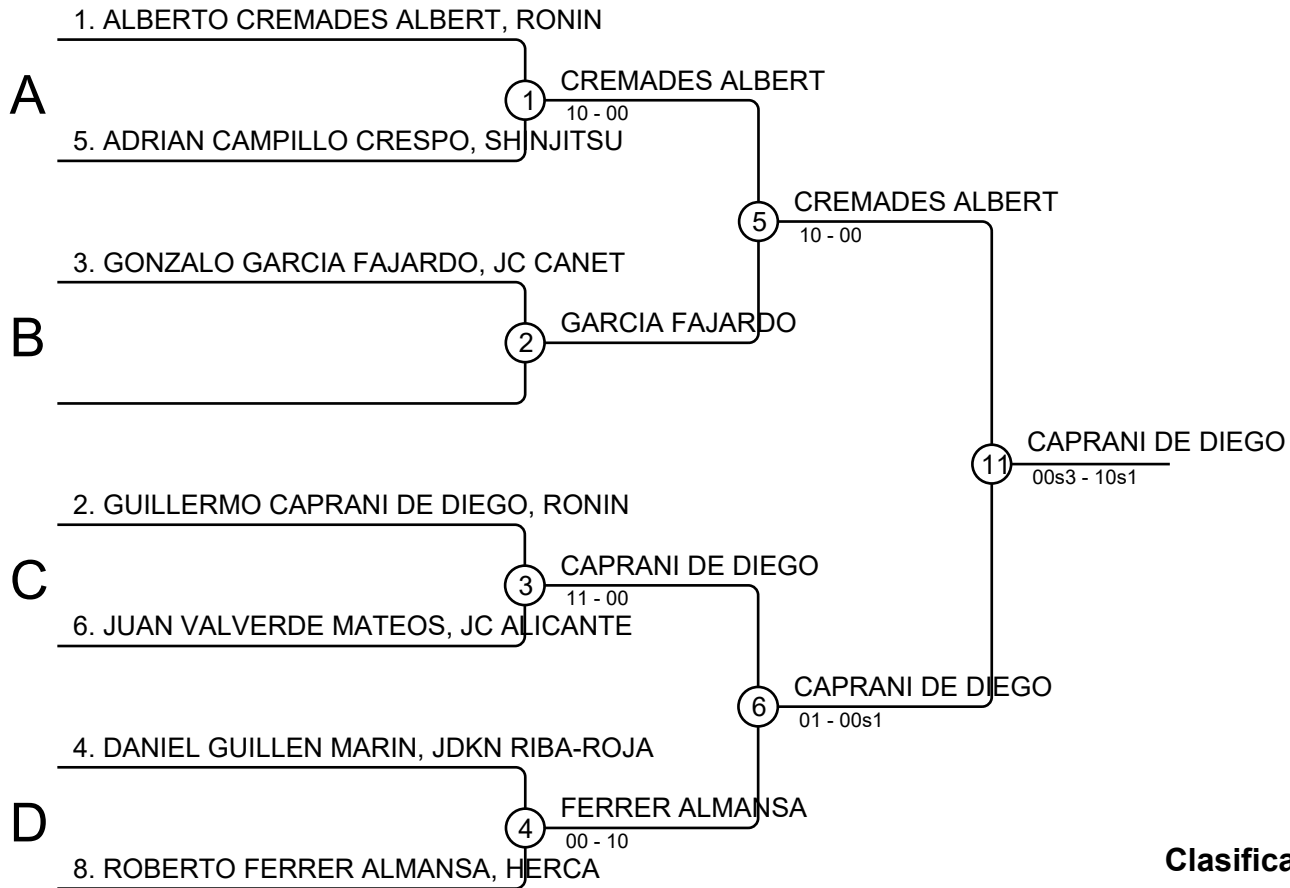 1. ALBERTO CREMADES ALBERT, RONIN
A
1
CREMADES ALBERT
10 - 00
5. ADRIAN CAMPILLO CRESPO, SHINJITSU
5
CREMADES ALBERT
10 - 00
3. GONZALO GARCIA FAJARDO, JC CANET
B
2
GARCIA FAJARDO
11
CAPRANI DE DIEGO
00s3 - 10s1
2. GUILLERMO CAPRANI DE DIEGO, RONIN
C
3
CAPRANI DE DIEGO
11 - 00
6. JUAN VALVERDE MATEOS, JC ALICANTE
6
CAPRANI DE DIEGO
01 - 00s1
4. DANIEL GUILLEN MARIN, JDKN RIBA-ROJA
D
4
FERRER ALMANSA
00 - 10
8. ROBERTO FERRER ALMANSA, HERCA
Clasifica